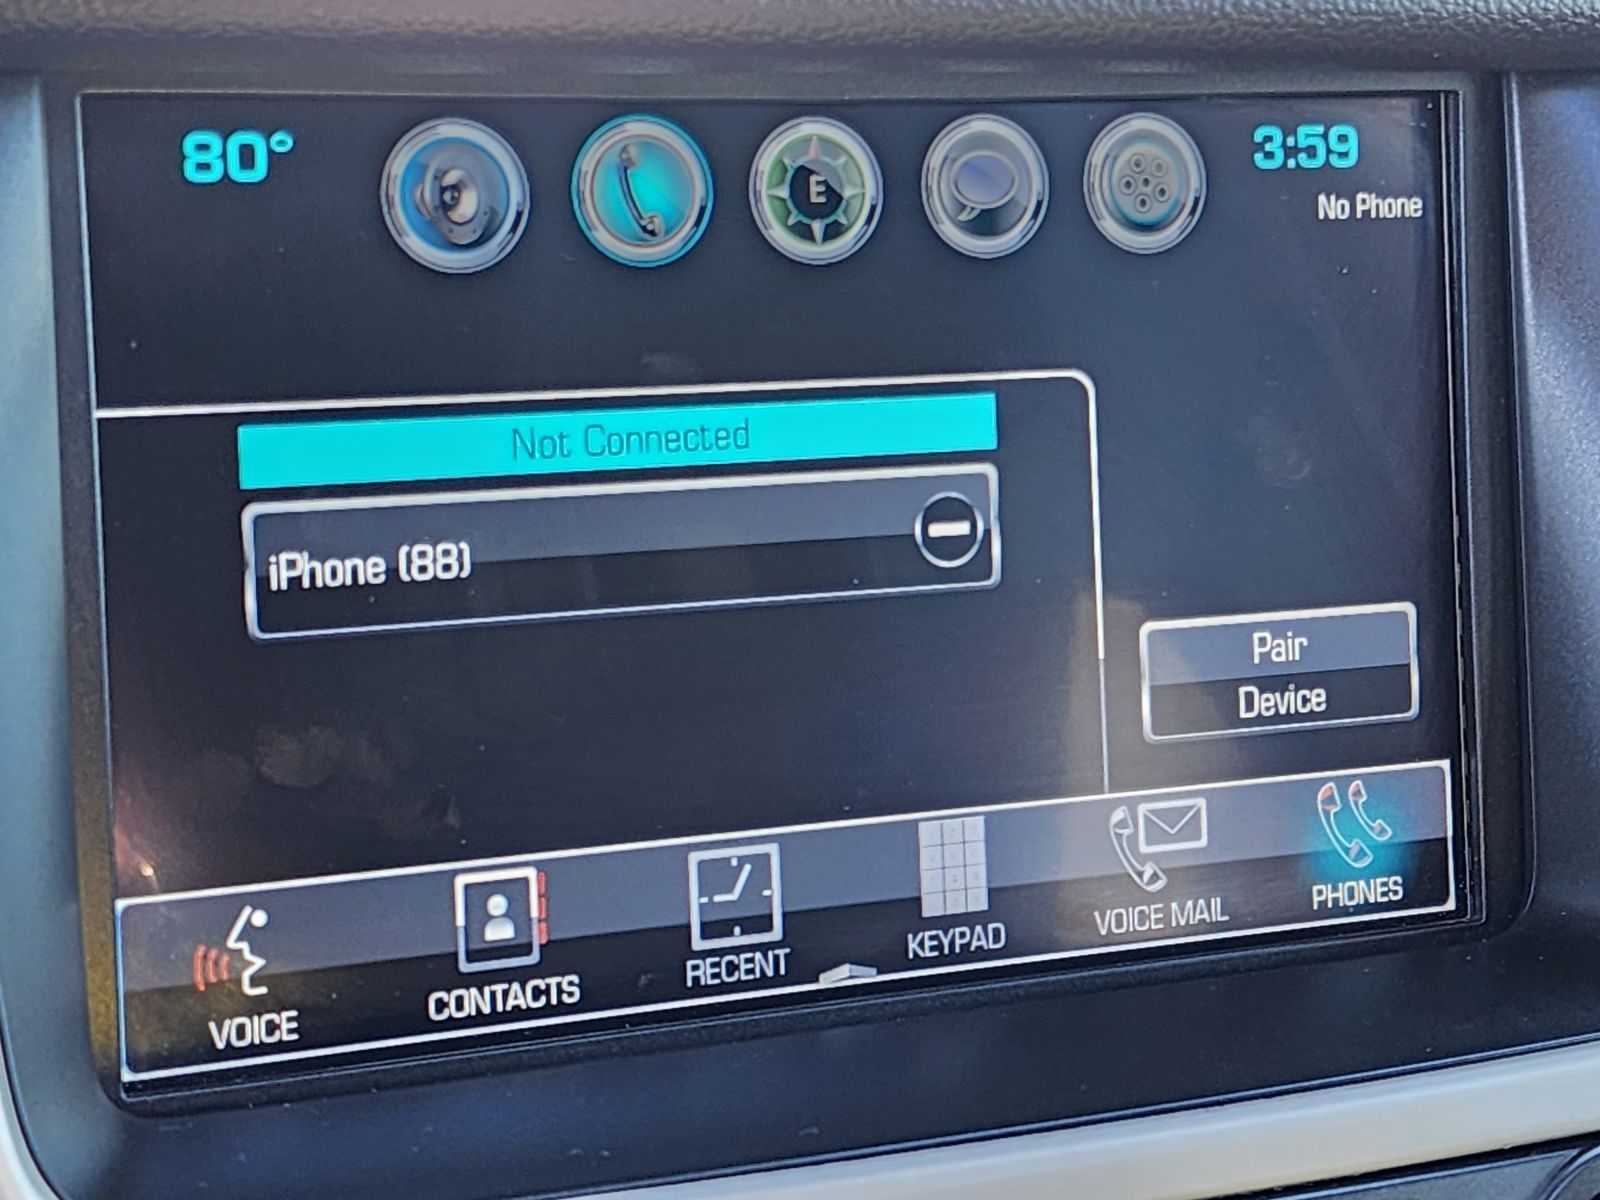 80°
E
3:59
No Phone
Not Connected
iPhone (88)
Pair
Device
VOICE
CONTACTS
RECENT
KEYPAD
VOICE MAIL
PHONES